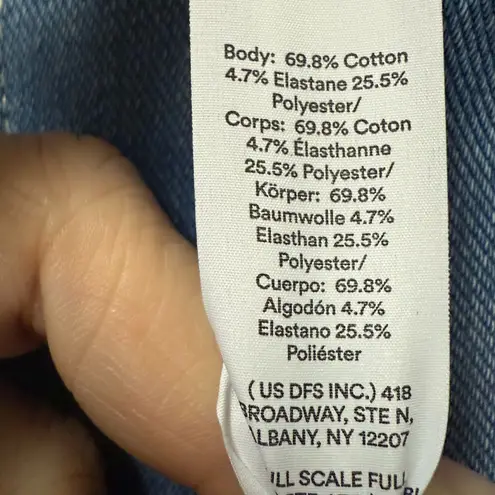 Body: 69.8% Cotton
4.7% Elastane 25.5%
Polyester/
Corps: 69.8% Coton
4.7% Élasthanne
25.5% Polyester/
Körper: 69.8%
Baumwolle 4.7%
Elasthan 25.5%
Polyester/
Cuerpo: 69.8%
Algodón 4.7%
Elastano 25.5%
Poliéster
( US DFS INC.) 418
BROADWAY, STE N,
ALBANY, NY 12207
SCALE FULL